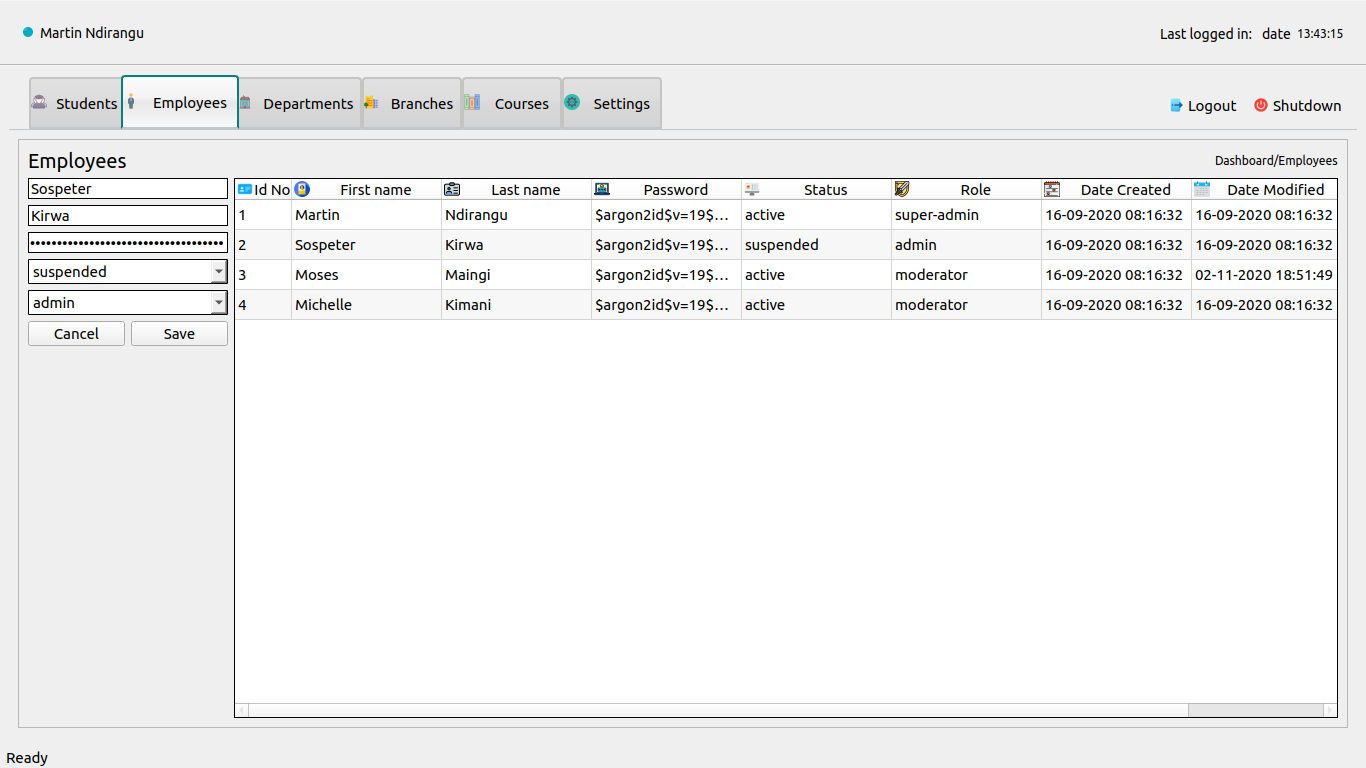 Martin Ndirangu
Last logged in: date 13:43:15
Students Employees Departments Branches Courses Settings
Logout Shutdown
Employees
Dashboard/Employees
Sospeter
Kirwa
••••••••••••••••••••••••••••••••••••
suspended
admin
Cancel Save
Id No First name Last name Password Status Role Date Created Date Modified
1 Martin Ndirangu $argon2id$v=19$… active super-admin 16-09-2020 08:16:32 16-09-2020 08:16:32
2 Sospeter Kirwa $argon2id$v=19$… suspended admin 16-09-2020 08:16:32 16-09-2020 08:16:32
3 Moses Maingi $argon2id$v=19$… active moderator 16-09-2020 08:16:32 02-11-2020 18:51:49
4 Michelle Kimani $argon2id$v=19$… active moderator 16-09-2020 08:16:32 16-09-2020 08:16:32
Ready